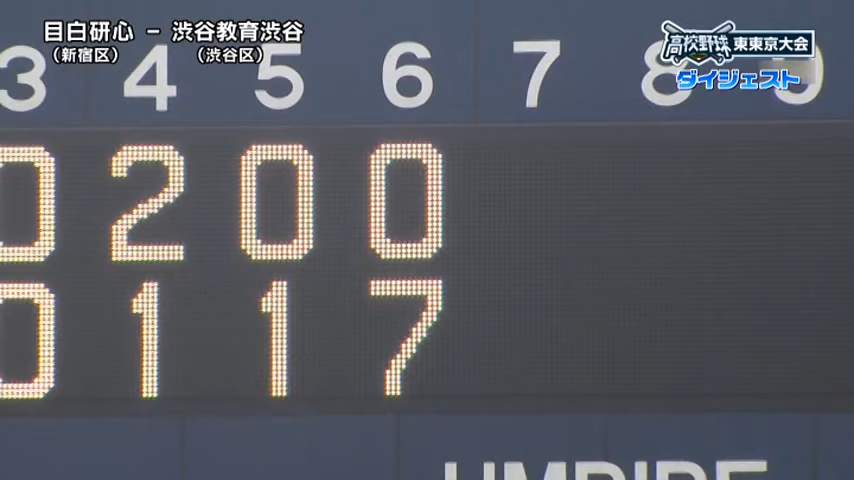 目白研心 - 渋谷教育渋谷
(新宿区) (渋谷区)
高校野球 東東京大会
ダイジェスト
3 4 5 6 7 8 9
0 2 0 0
0 1 1 7
UMPIRE